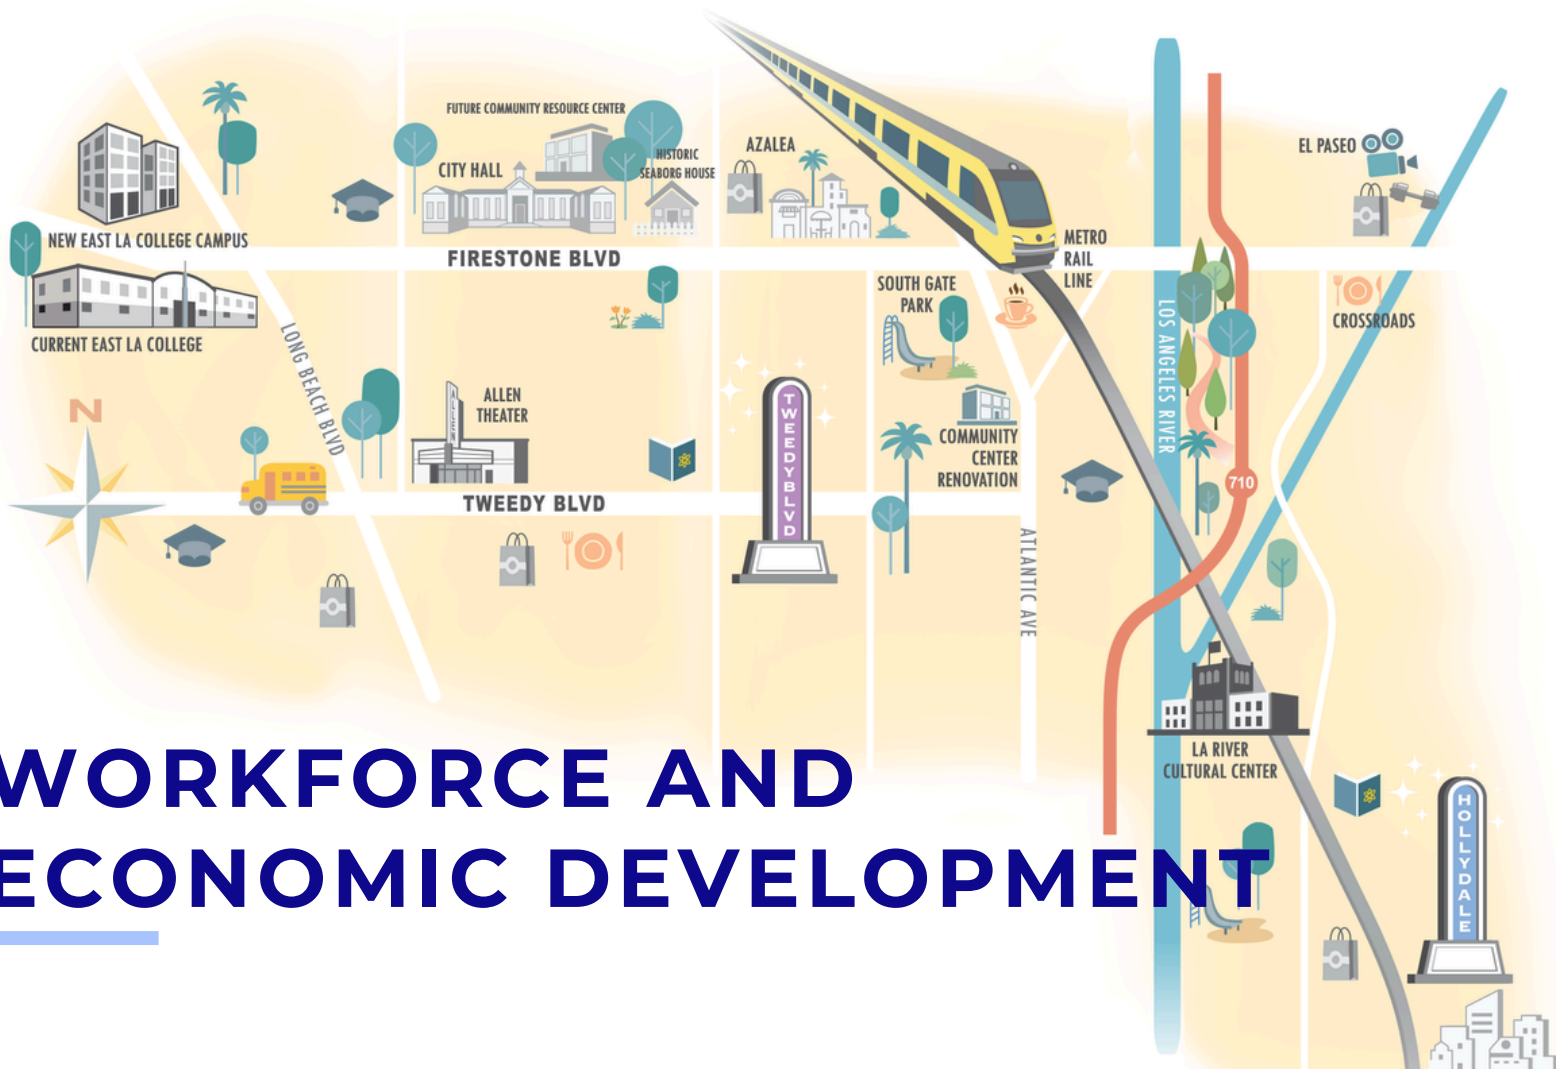 FUTURE COMMUNITY RESOURCE CENTER
CITY HALL
HISTORIC
SEABORG HOUSE
AZALEA
EL PASEO
NEW EAST LA COLLEGE CAMPUS
FIRESTONE BLVD
METRO
RAIL
LINE
SOUTH GATE
PARK
CURRENT EAST LA COLLEGE
LONG BEACH BLVD
LOS ANGELES RIVER
CROSSROADS
N
ALLEN
THEATER
ALLEN
TWEEDYBLVD
COMMUNITY
CENTER
RENOVATION
710
TWEEDY BLVD
ATLANTIC AVE
LA RIVER
CULTURAL CENTER
WORKFORCE AND
ECONOMIC DEVELOPMENT
HOLLYDALE